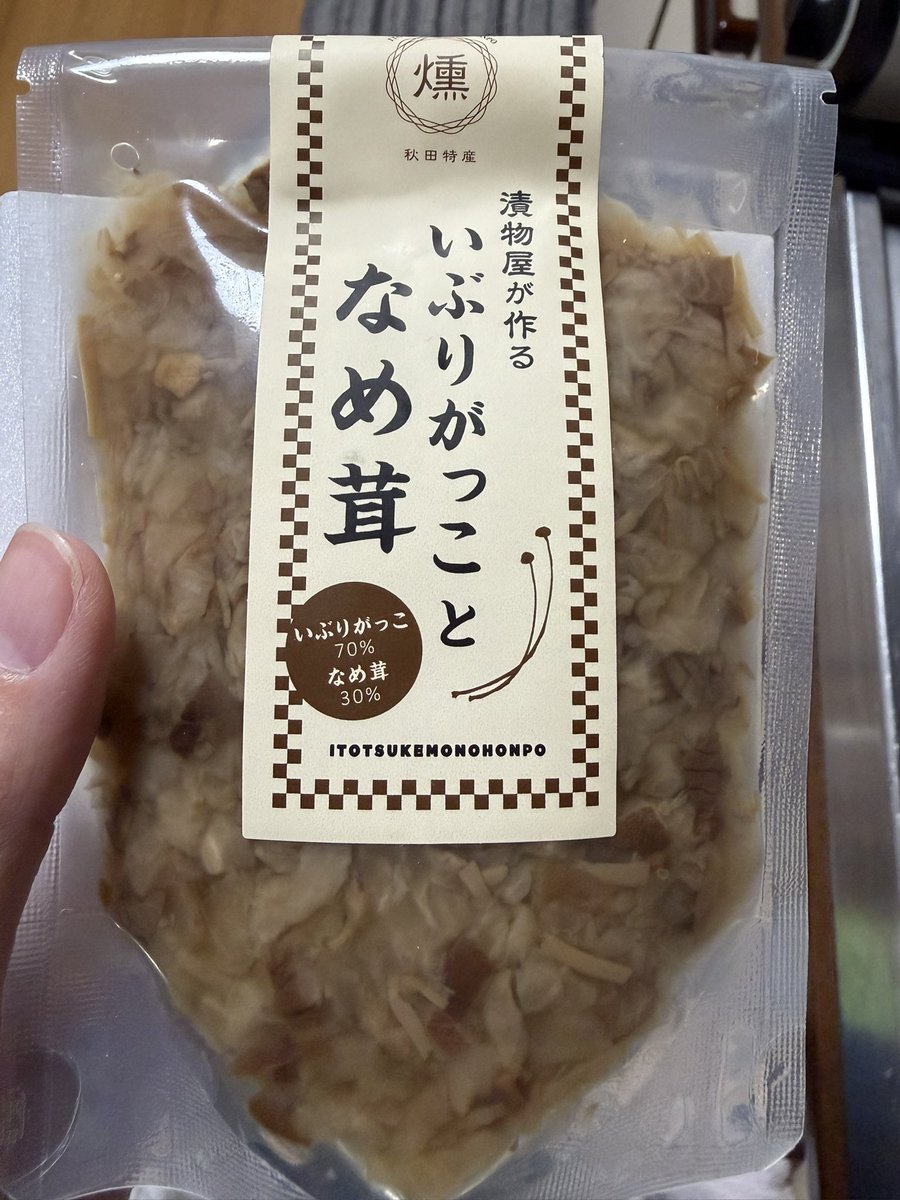 燻
秋田特産
漬物屋が作る
いぶりがっこと
なめ茸
いぶりがっこ
70%
なめ茸
30%
ITOTSUKEMONOHONPO